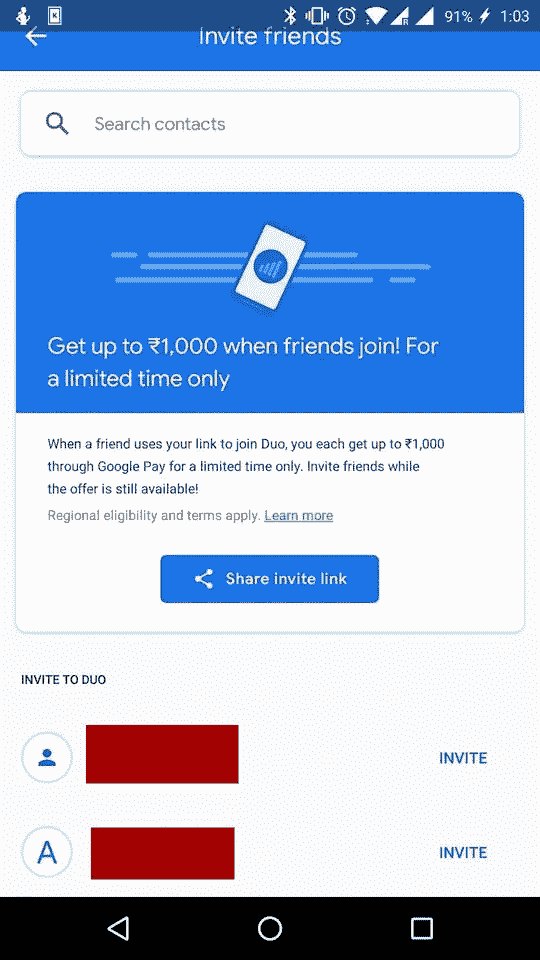 91% 1:03
Invite friends
Search contacts
Get up to ₹1,000 when friends join! For
a limited time only
When a friend uses your link to join Duo, you each get up to ₹1,000
through Google Pay for a limited time only. Invite friends while
the offer is still available!
Regional eligibility and terms apply. Learn more
Share invite link
INVITE TO DUO
INVITE
A
INVITE